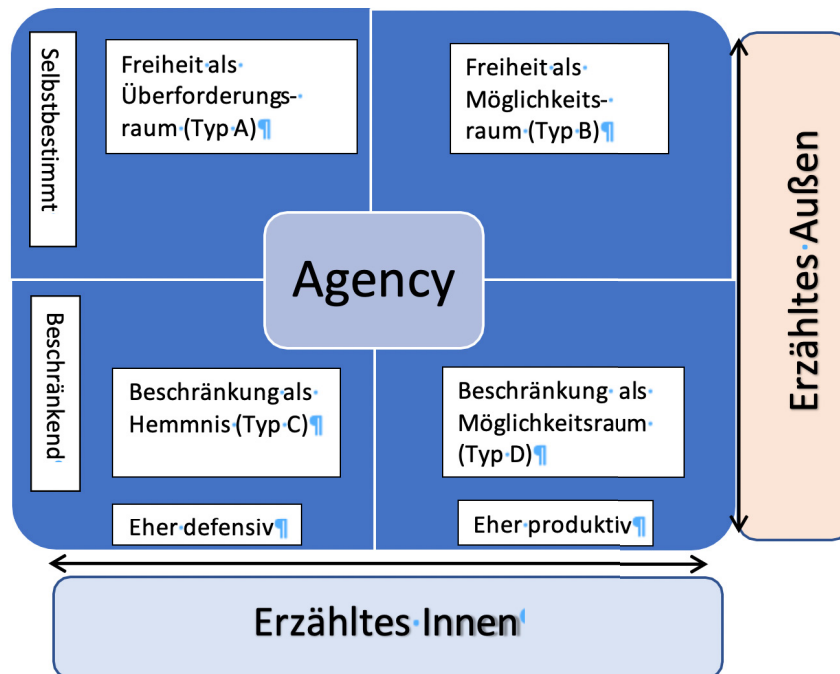 Selbstbestimmt
Freiheit als
Überforderungs-
raum (Typ A)¶
Freiheit als
Möglichkeits-
raum (Typ B)¶
Erzähltes Außen
Agency
Beschränkend
Beschränkung als
Hemmnis (Typ C)¶
Beschränkung als
Möglichkeitsraum
(Typ D)¶
Eher defensiv¶
Eher produktiv¶
Erzähltes Innen